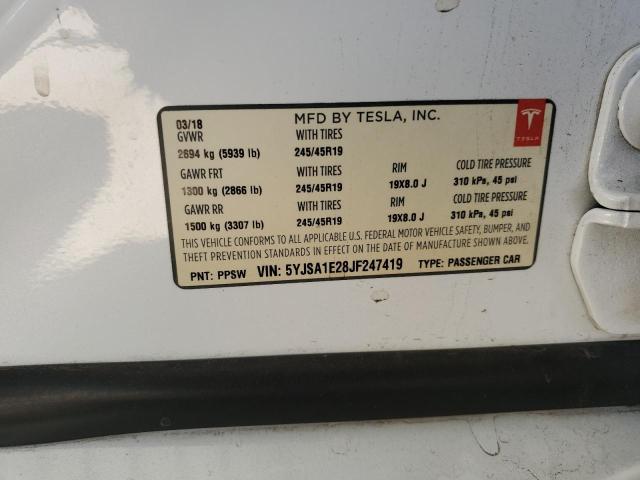 03/18 MFD BY TESLA, INC.
GVWR WITH TIRES
2694 kg (5939 lb) 245/45R19
TESLA
GAWR FRT WITH TIRES RIM COLD TIRE PRESSURE
1300 kg (2866 lb) 245/45R19 19X8.0 J 310 kPa, 45 psi
GAWR RR WITH TIRES RIM COLD TIRE PRESSURE
1500 kg (3307 lb) 245/45R19 19X8.0 J 310 kPa, 45 psi
THIS VEHICLE CONFORMS TO ALL APPLICABLE U.S. FEDERAL MOTOR VEHICLE SAFETY, BUMPER, AND
THEFT PREVENTION STANDARDS IN EFFECT ON THE DATE OF MANUFACTURE SHOWN ABOVE.
PNT: PPSW VIN: 5YJSA1E28JF247419 TYPE: PASSENGER CAR